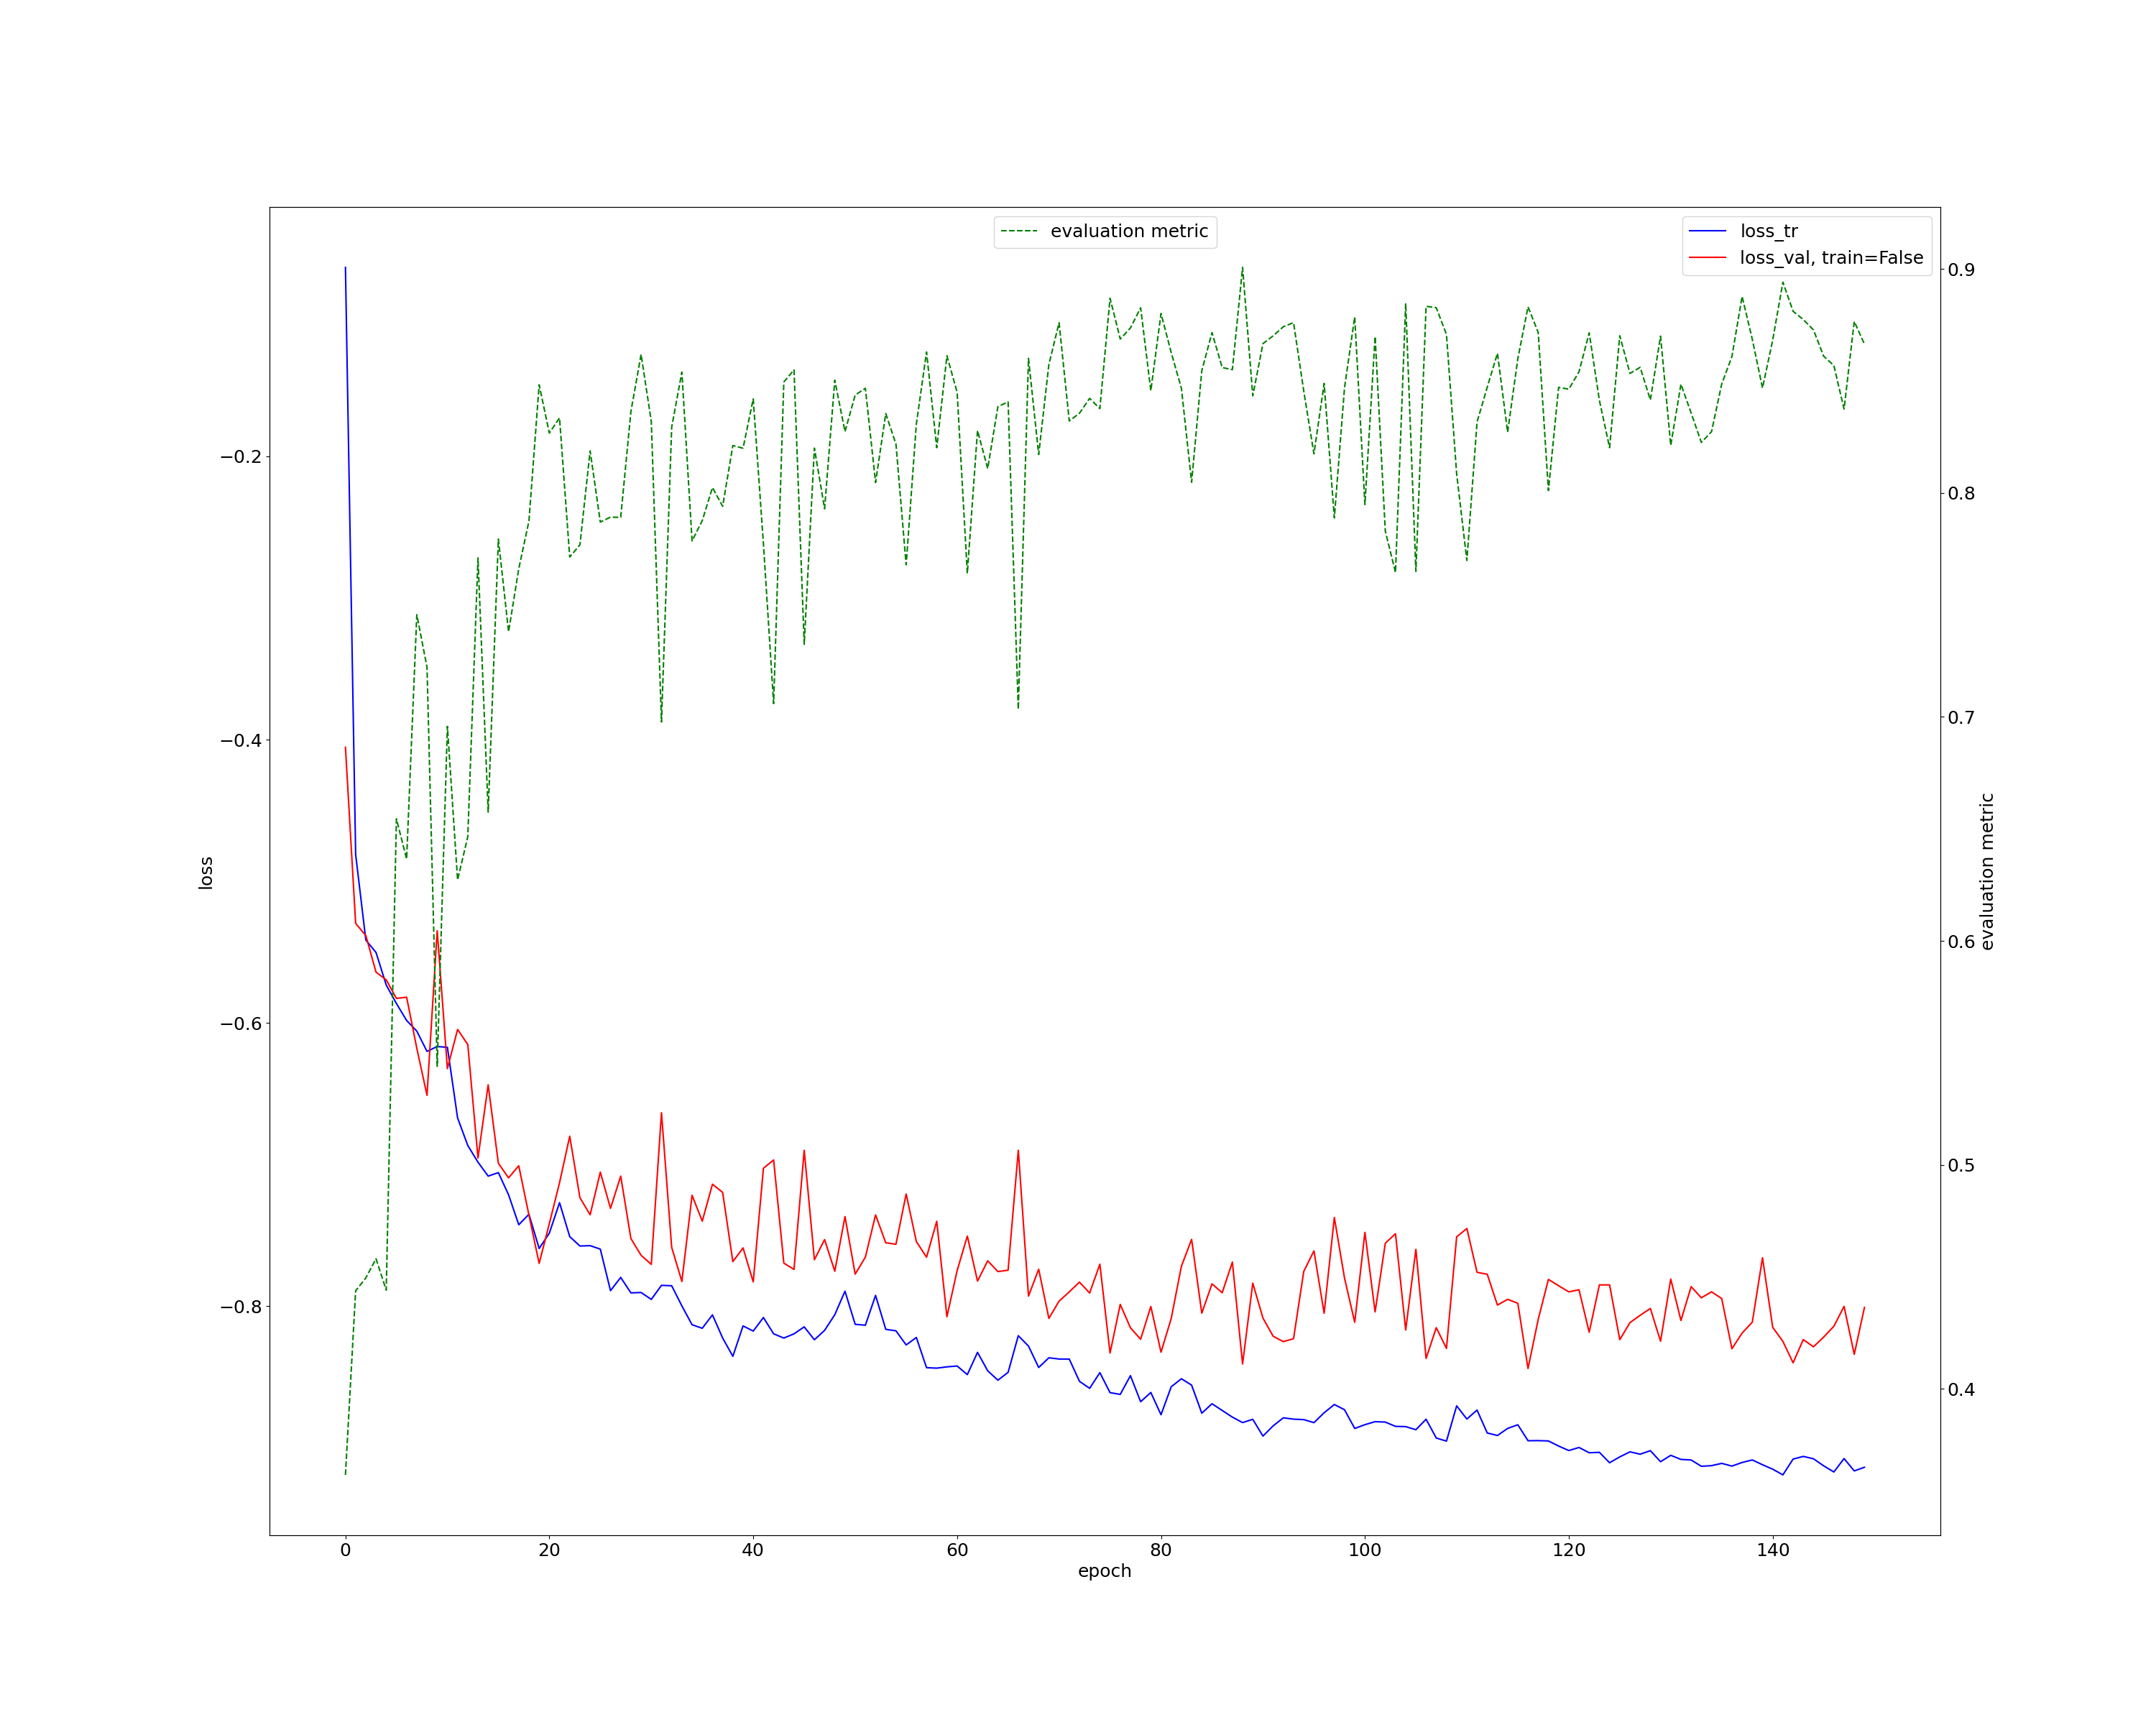 evaluation metric
loss_tr
loss_val, train=False
−0.2
−0.4
−0.6
−0.8
loss
0.9
0.8
0.7
0.6
0.5
0.4
evaluation metric
0 20 40 60 80 100 120 140
epoch